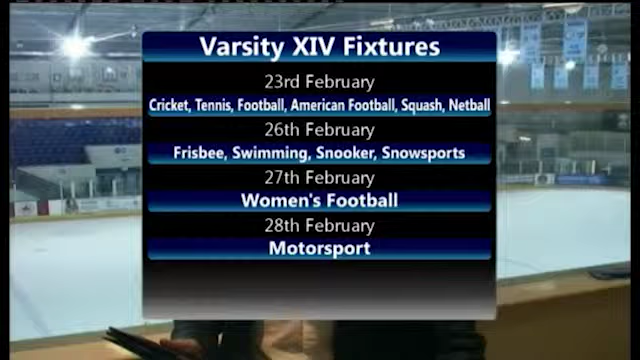 Varsity XIV Fixtures
23rd February
Cricket, Tennis, Football, American Football, Squash, Netball
26th February
Frisbee, Swimming, Snooker, Snowsports
27th February
Women's Football
28th February
Motorsport